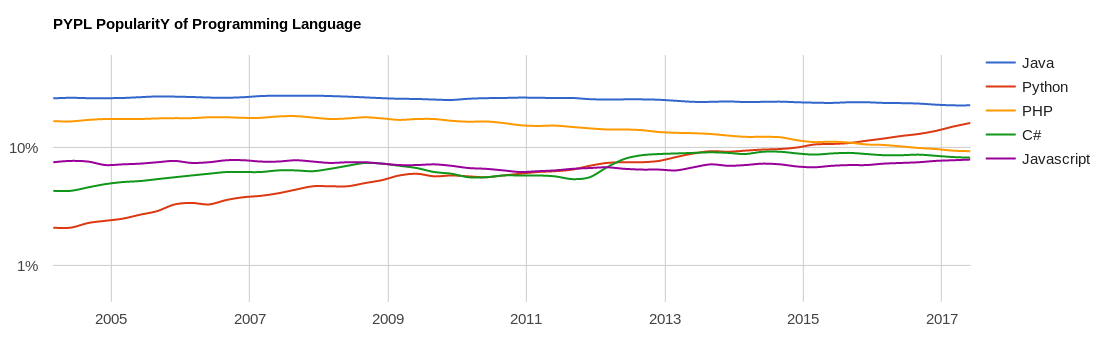 PYPL PopularitY of Programming Language
Java
Python
PHP
C#
Javascript
10%
1%
2005 2007 2009 2011 2013 2015 2017